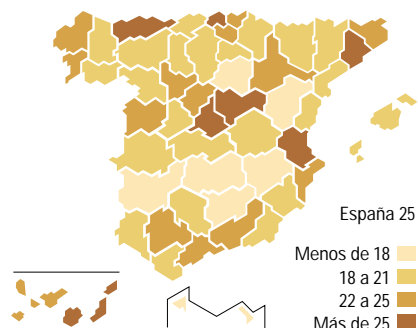 España 25
Menos de 18
18 a 21
22 a 25
Más de 25